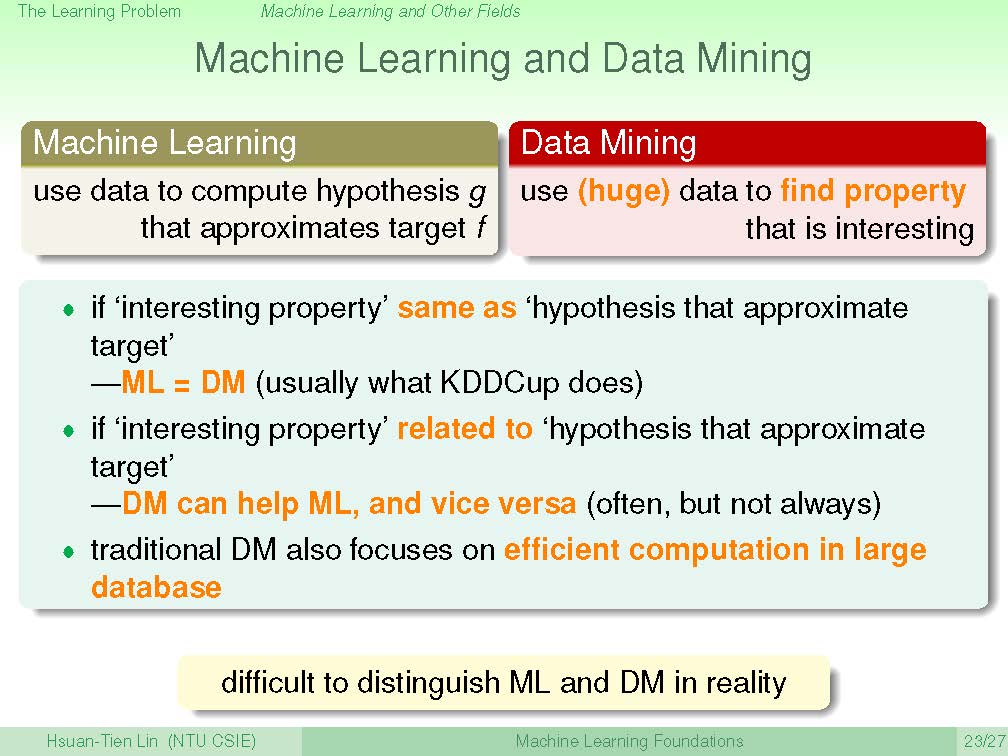 The Learning Problem
Machine Learning and Other Fields
Machine Learning and Data Mining
Machine Learning
use data to compute hypothesis g
that approximates target f
Data Mining
use (huge) data to find property
that is interesting
• if ‘interesting property’ same as ‘hypothesis that approximate
target’
—ML = DM (usually what KDDCup does)
• if ‘interesting property’ related to ‘hypothesis that approximate
target’
—DM can help ML, and vice versa (often, but not always)
• traditional DM also focuses on efficient computation in large
database
difficult to distinguish ML and DM in reality
Hsuan-Tien Lin (NTU CSIE)
Machine Learning Foundations
23/27